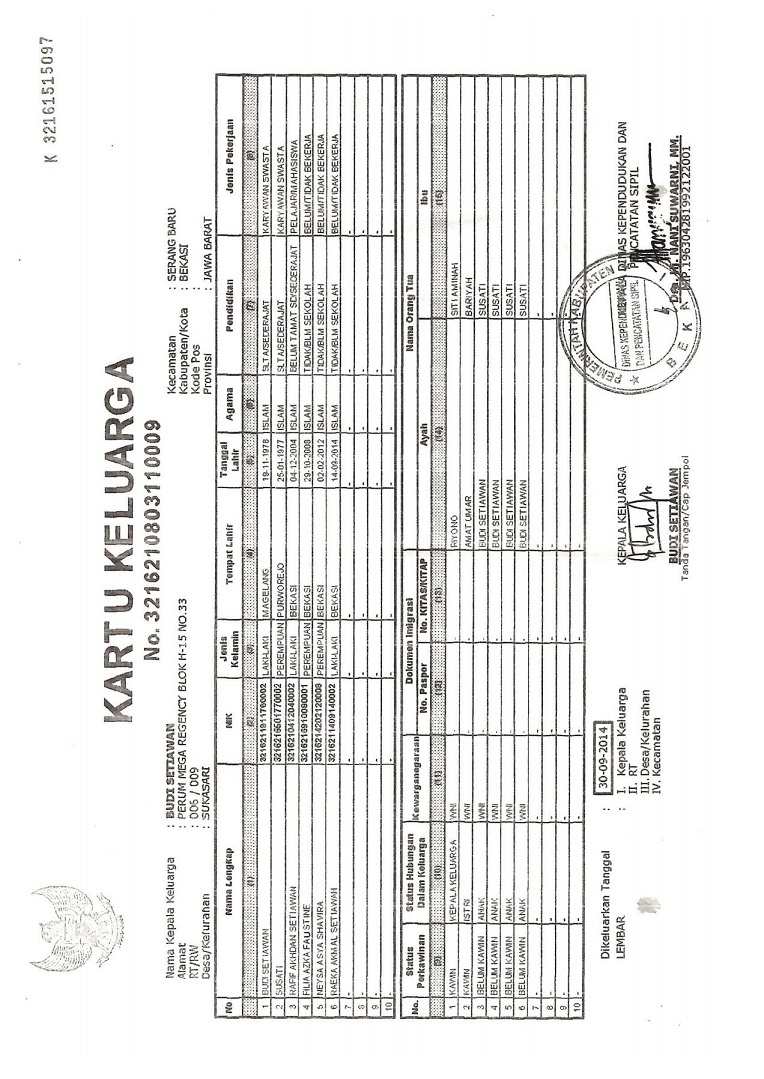 K 32161515097
KARTU KELUARGA
No. 3216210803110009
Nama Kepala Keluarga : BUDI SETIAWAN
Alamat : PERUM MEGA REGENCY BLOK H-15 NO.33
RT/RW : 006 / 009
Desa/Kelurahan : SUKASARI
Kecamatan : SERANG BARU
Kabupaten/Kota : BEKASI
Kode Pos :
Provinsi : JAWA BARAT
No Nama Lengkap NIK Jenis Kelamin Tempat Lahir Tanggal Lahir Agama Pendidikan Jenis Pekerjaan
(1) (2) (3) (4) (5) (6) (7) (8)
1 BUDI SETIAWAN 3216211911780002 LAKI-LAKI MAGELANG 19-11-1978 ISLAM SLTA/SEDERAJAT KARYAWAN SWASTA
2 SUSATI 3216216501770002 PEREMPUAN PURWOREJO 25-01-1977 ISLAM SLTA/SEDERAJAT KARYAWAN SWASTA
3 RAFIF AKHDAN SETIAWAN 3216210412040002 LAKI-LAKI BEKASI 04-12-2004 ISLAM BELUM TAMAT SD/SEDERAJAT PELAJAR/MAHASISWA
4 FILIA AZKA FAUSTINE 3216216910080001 PEREMPUAN BEKASI 29-10-2008 ISLAM TIDAK/BLM SEKOLAH BELUM/TIDAK BEKERJA
5 NEYSA ASYA SHAVIRA 3216214202120008 PEREMPUAN BEKASI 02-02-2012 ISLAM TIDAK/BLM SEKOLAH BELUM/TIDAK BEKERJA
6 RAEKA AKMAL SETIAWAN 3216211409140002 LAKI-LAKI BEKASI 14-09-2014 ISLAM TIDAK/BLM SEKOLAH BELUM/TIDAK BEKERJA
7 - - - - - - - -
8 - - - - - - - -
9 - - - - - - - -
10 - - - - - - - -
No. Status Perkawinan Status Hubungan Dalam Keluarga Kewarganegaraan Dokumen Imigrasi Nama Orang Tua
No. Paspor No. KITAS/KITAP Ayah Ibu
(9) (10) (11) (12) (13) (14) (15)
1 KAWIN KEPALA KELUARGA WNI - - RIYONO SITI AMINAH
2 KAWIN ISTRI WNI - - AMAT UMAR BARIYAH
3 BELUM KAWIN ANAK WNI - - BUDI SETIAWAN SUSATI
4 BELUM KAWIN ANAK WNI - - BUDI SETIAWAN SUSATI
5 BELUM KAWIN ANAK WNI - - BUDI SETIAWAN SUSATI
6 BELUM KAWIN ANAK WNI - - BUDI SETIAWAN SUSATI
7 - - - - - - -
8 - - - - - - -
9 - - - - - - -
10 - - - - - - -
Dikeluarkan Tanggal : 30-09-2014
LEMBAR : I. Kepala Keluarga
II. RT
III. Desa/Kelurahan
IV. Kecamatan
KEPALA KELUARGA
BUDI SETIAWAN
Tanda Tangan/Cap Jempol
DINAS KEPENDUDUKAN DAN
PENCATATAN SIPIL
PEMERINTAH KABUPATEN
BEKASI
DAN PENCATATAN SIPIL
NANI SUWARNI, MM.
196304281992122001